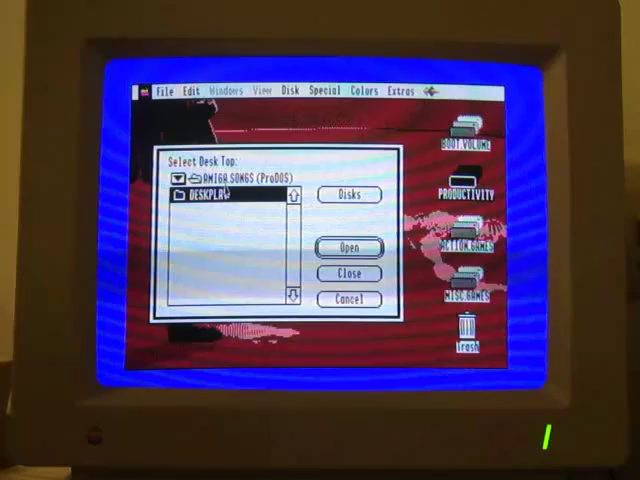 File Edit Windows View Disk Special Colors Extras
Select Desk Top:
AMIGA.SONGS (ProDOS)
DESKPLAY
Disks
Open
Close
Cancel
BOOT.VOLUME
PRODUCTIVITY
ACTION.GAMES
MISC.GAMES
Trash